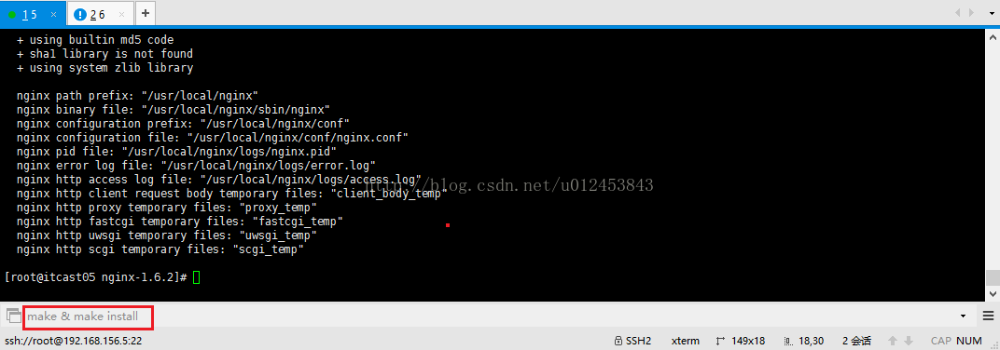 1 5 × 2 6 × +
+ using builtin md5 code
+ sha1 library is not found
+ using system zlib library
nginx path prefix: "/usr/local/nginx"
nginx binary file: "/usr/local/nginx/sbin/nginx"
nginx configuration prefix: "/usr/local/nginx/conf"
nginx configuration file: "/usr/local/nginx/conf/nginx.conf"
nginx pid file: "/usr/local/nginx/logs/nginx.pid"
nginx error log file: "/usr/local/nginx/logs/error.log"
nginx http access log file: "/usr/local/nginx/logs/access.log"
http://blog.csdn.net/u012453843
nginx http client request body temporary files: "client_body_temp"
nginx http proxy temporary files: "proxy_temp"
nginx http fastcgi temporary files: "fastcgi_temp"
nginx http uwsgi temporary files: "uwsgi_temp"
nginx http scgi temporary files: "scgi_temp"
[root@itcast05 nginx-1.6.2]#
make & make install
ssh://root@192.168.156.5:22 SSH2 xterm 149x18 18,30 2 会话 CAP NUM